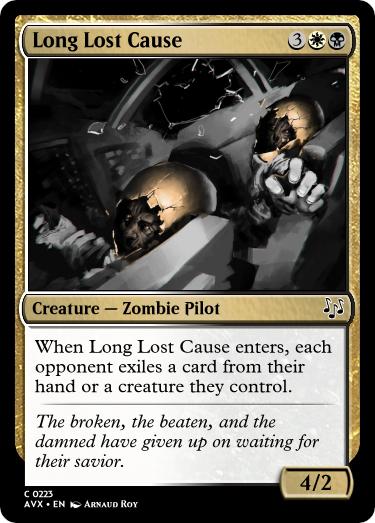 Long Lost Cause 3
Creature — Zombie Pilot
When Long Lost Cause enters, each
opponent exiles a card from their
hand or a creature they control.
The broken, the beaten, and the
damned have given up on waiting for
their savior.
4/2
C 0223
AVX • EN Arnaud Roy